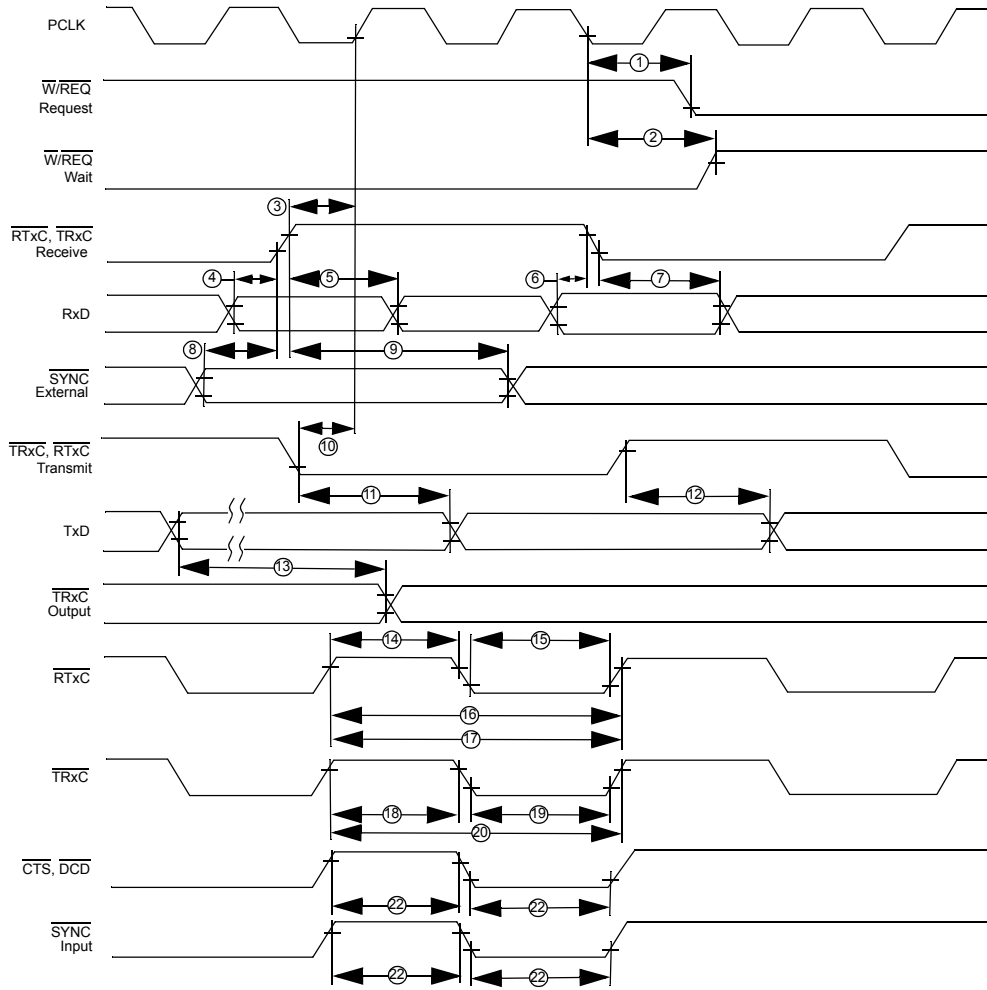 PCLK
①
W/REQ
Request
②
W/REQ
Wait
③
RTxC, TRxC
Receive
④
⑤
⑥
⑦
RxD
⑧
⑨
SYNC
External
⑩
TRxC, RTxC
Transmit
⑪
⑫
TxD
⑬
TRxC
Output
⑭
⑮
RTxC
⑯
⑰
TRxC
⑱
⑲
⑳
CTS, DCD
㉒
㉒
SYNC
Input
㉒
㉒